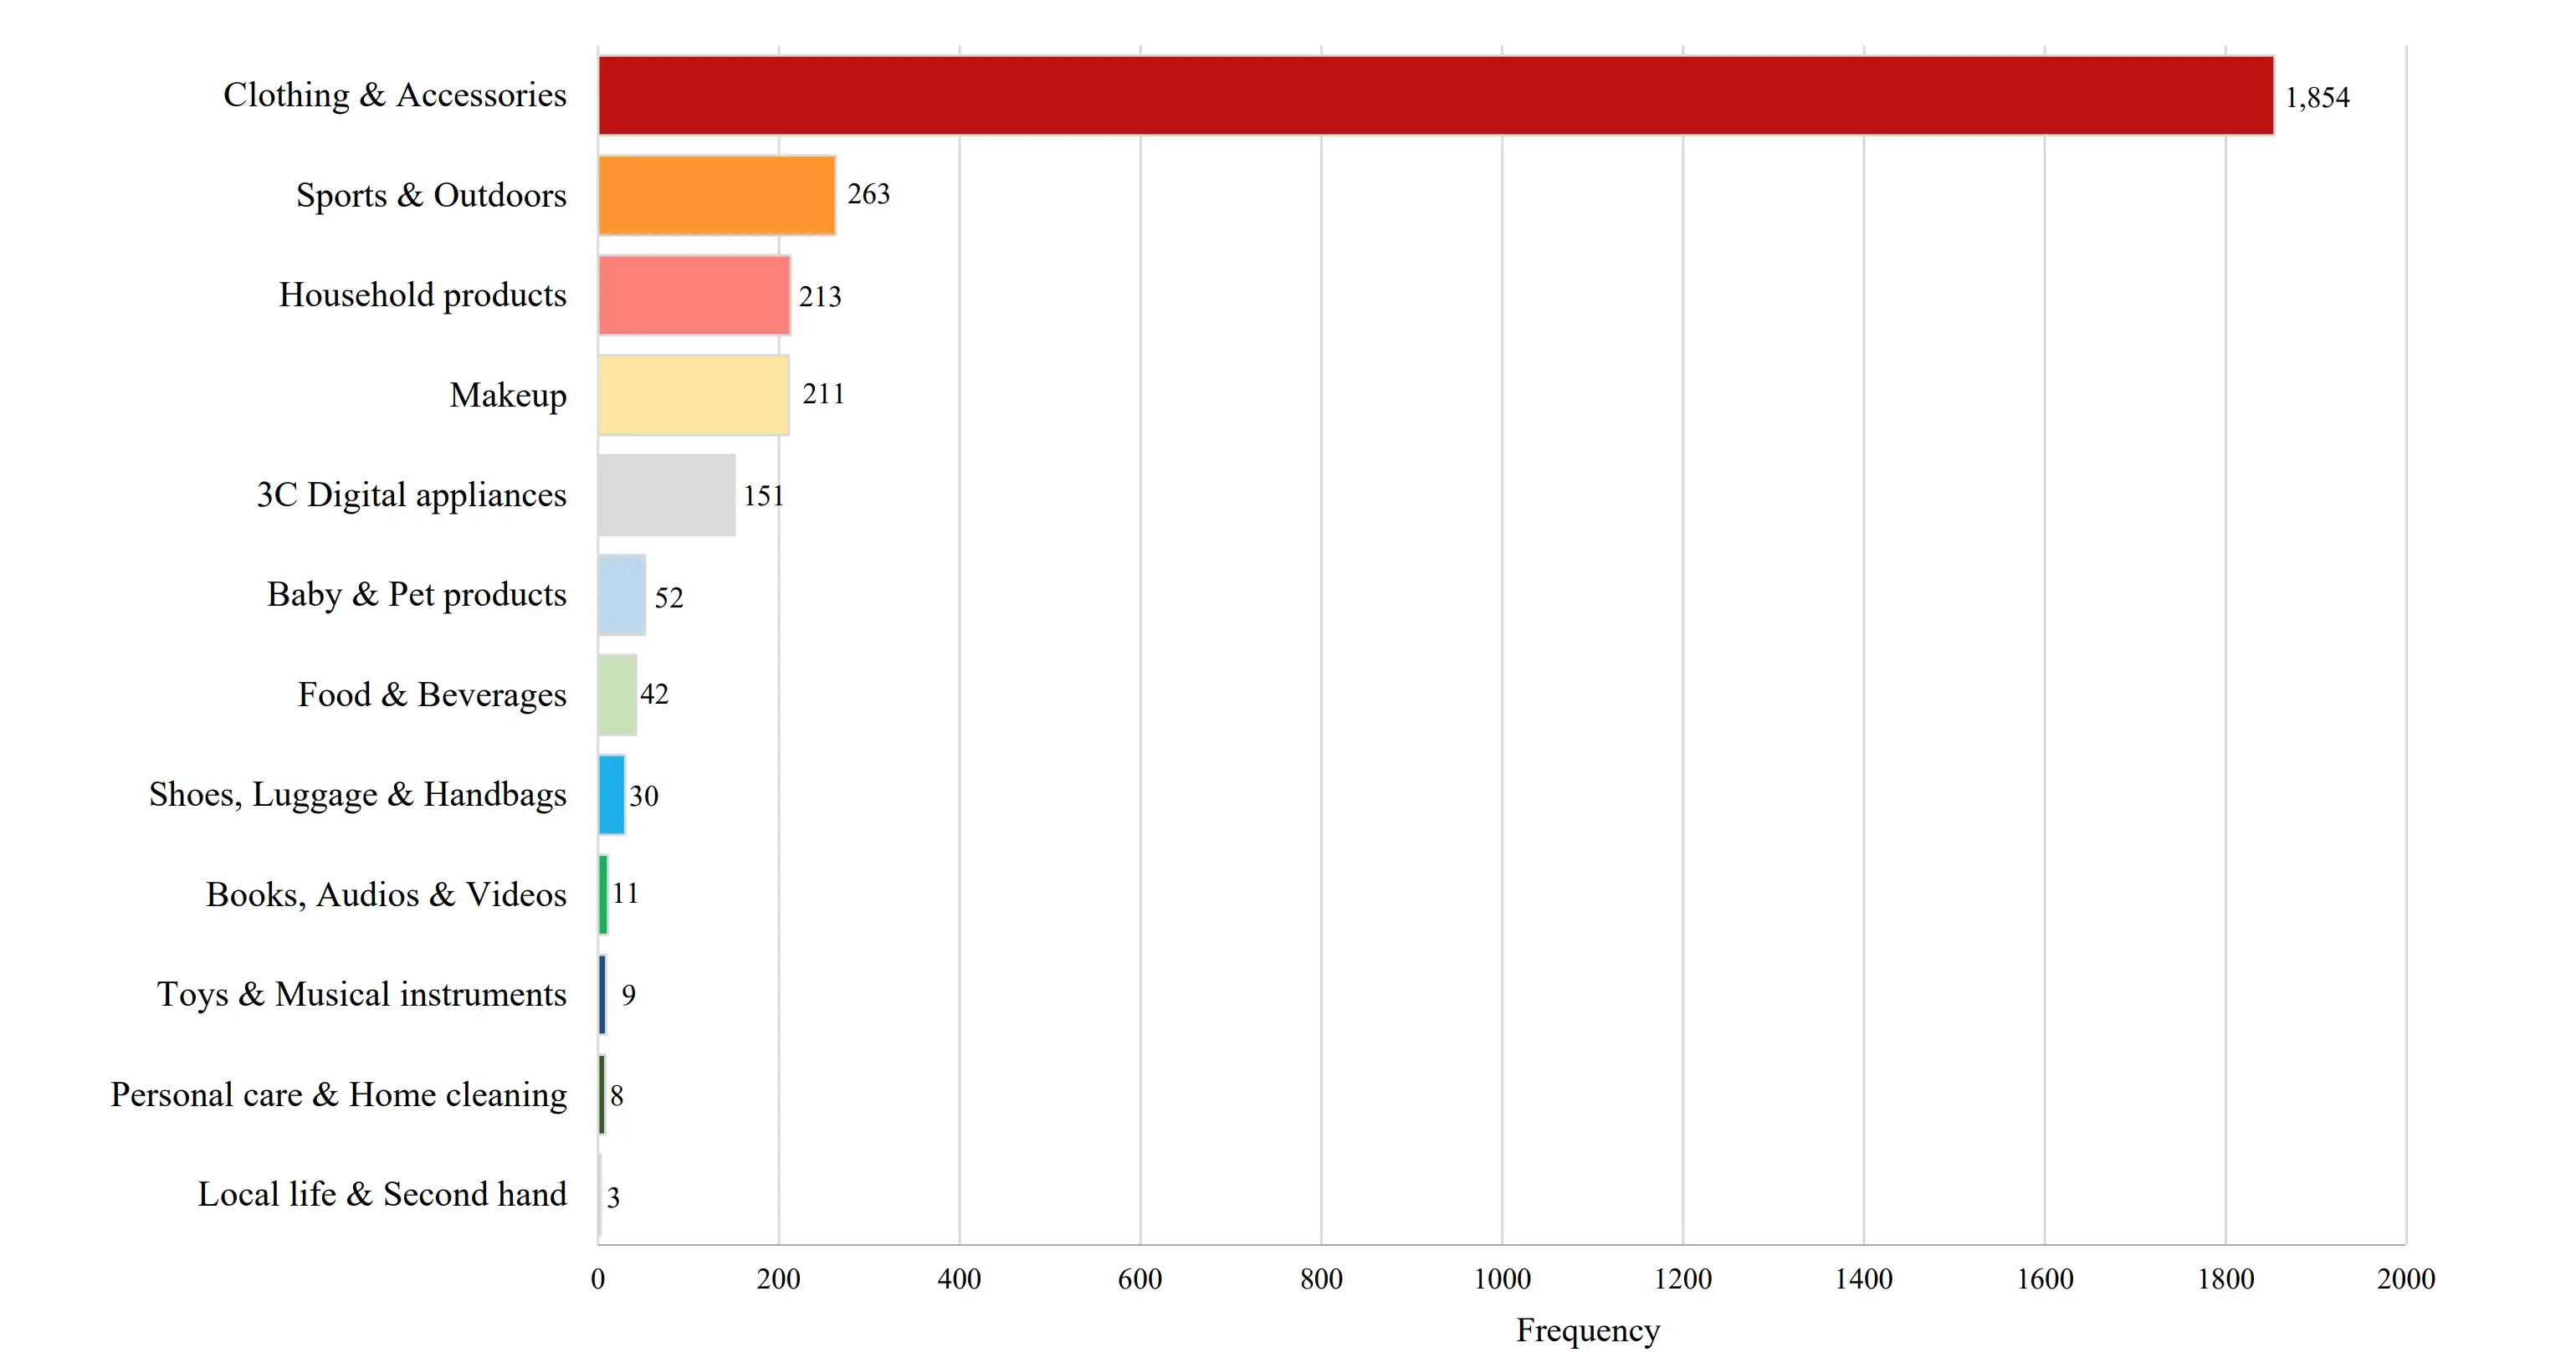 Clothing & Accessories 1,854
Sports & Outdoors 263
Household products 213
Makeup 211
3C Digital appliances 151
Baby & Pet products 52
Food & Beverages 42
Shoes, Luggage & Handbags 30
Books, Audios & Videos 11
Toys & Musical instruments 9
Personal care & Home cleaning 8
Local life & Second hand 3
0 200 400 600 800 1000 1200 1400 1600 1800 2000
Frequency